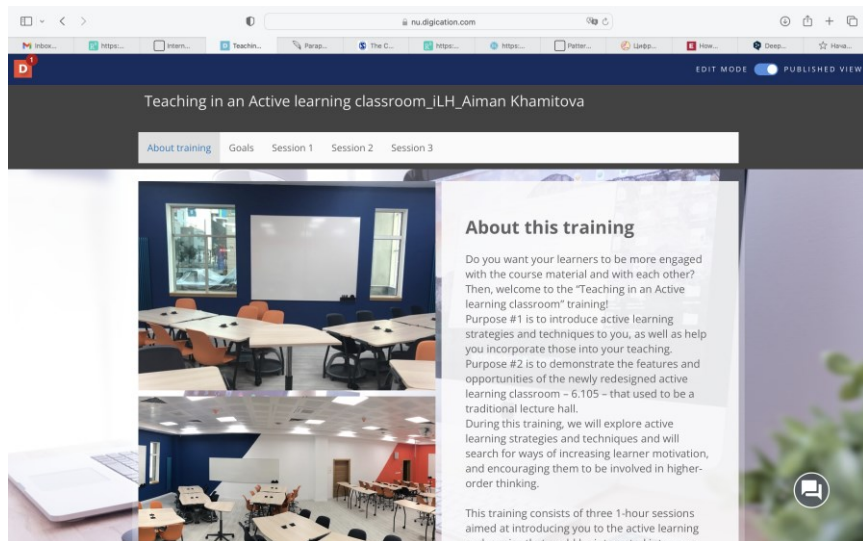 nu.digication.com
Inbox...
https:...
Intern...
Teachin...
Parap...
The C...
https:...
https:...
Patter...
Цифр...
How...
Deep...
Нача...
D
1
EDIT MODE
PUBLISHED VIEW
Teaching in an Active learning classroom_iLH_Aiman Khamitova
About training
Goals
Session 1
Session 2
Session 3
About this training
Do you want your learners to be more engaged
with the course material and with each other?
Then, welcome to the “Teaching in an Active
learning classroom” training!
Purpose #1 is to introduce active learning
strategies and techniques to you, as well as help
you incorporate those into your teaching.
Purpose #2 is to demonstrate the features and
opportunities of the newly redesigned active
learning classroom – 6.105 – that used to be a
traditional lecture hall.
During this training, we will explore active
learning strategies and techniques and will
search for ways of increasing learner motivation,
and encouraging them to be involved in higher-
order thinking.
This training consists of three 1-hour sessions
aimed at introducing you to the active learning